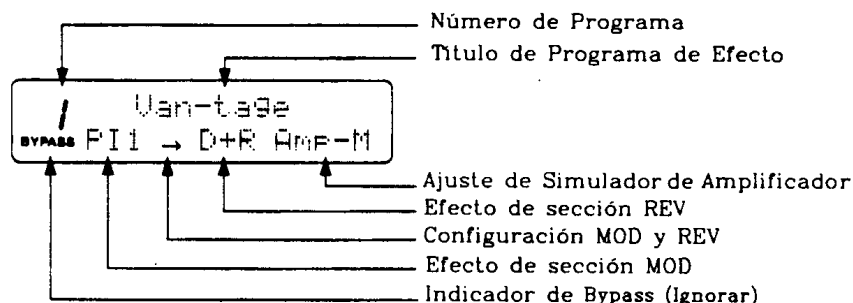 Número de Programa
Título de Programa de Efecto
1 Van-tage
BYPASS PI1 → D+R Amp-M
Ajuste de Simulador de Amplificador
Efecto de sección REV
Configuración MOD y REV
Efecto de sección MOD
Indicador de Bypass (Ignorar)